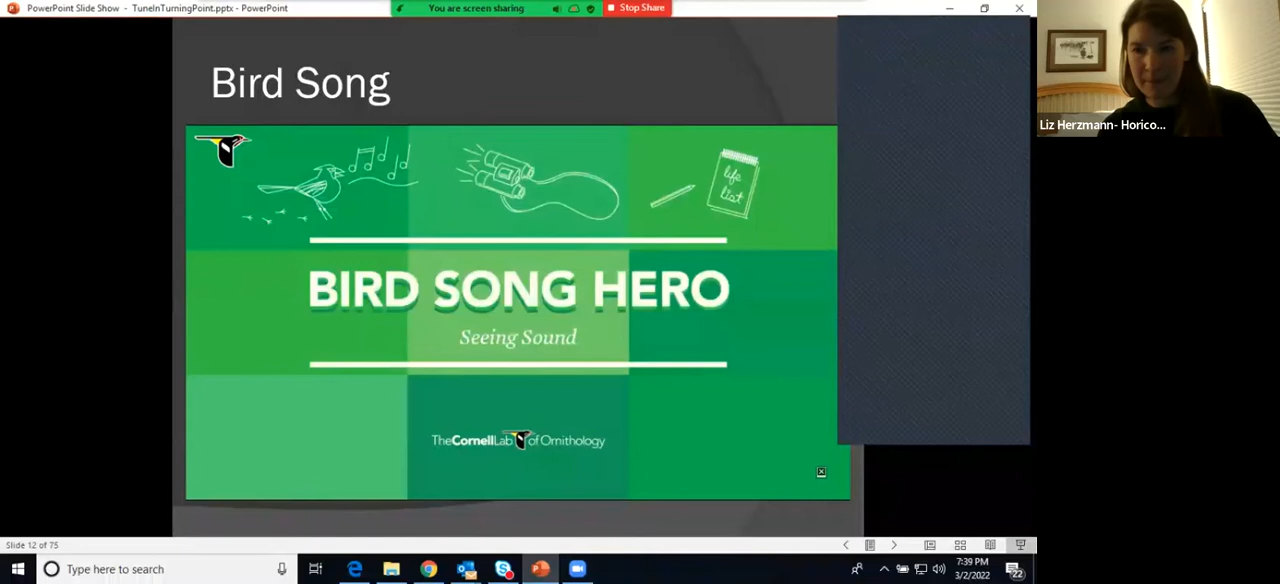 PowerPoint Slide Show - TuneInTurningPoint.pptx - PowerPoint
You are screen sharing
Stop Share
Liz Herzmann- Horico...
Bird Song
life
list
BIRD SONG HERO
Seeing Sound
TheCornellLab of Ornithology
Slide 12 of 75
Type here to search
7:39 PM
3/2/2022
22